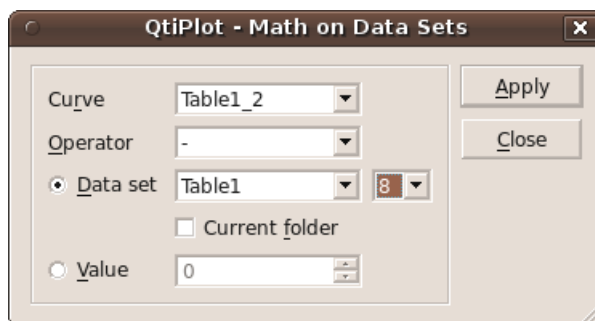 QtiPlot - Math on Data Sets
Curve Table1_2
Operator -
Data set Table1 8
Current folder
Value 0
Apply
Close